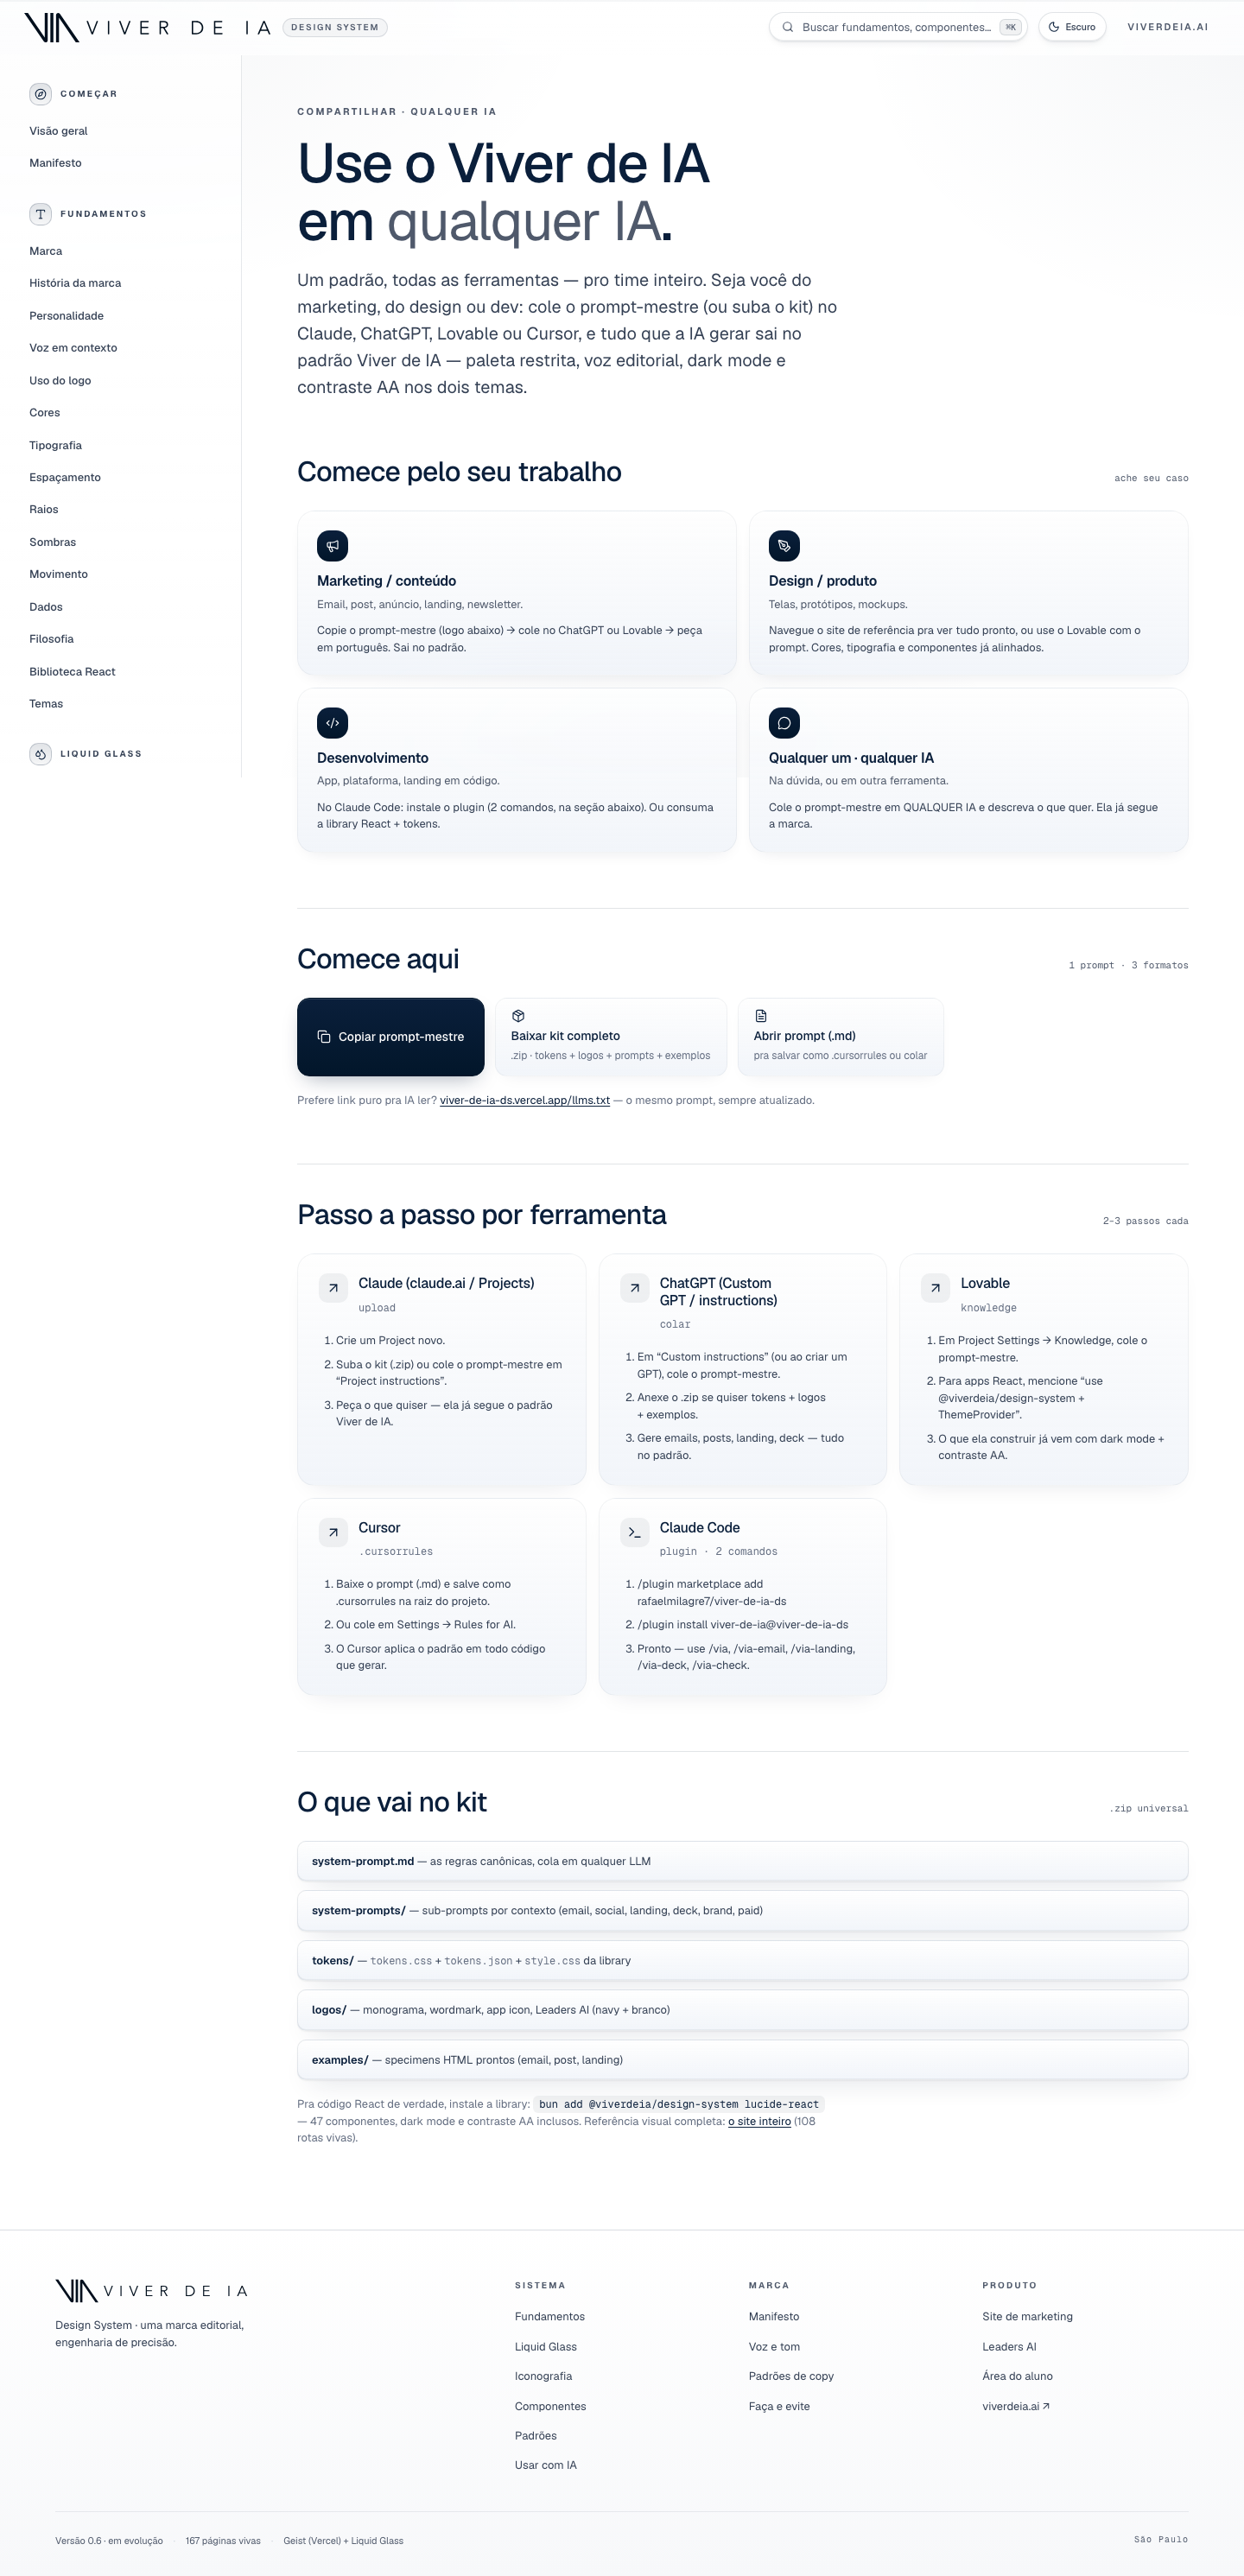 VIA VIVER DE IA DESIGN SYSTEM
Buscar fundamentos, componentes… ⌘K
Escuro
VIVERDEIA.AI
COMEÇAR
Visão geral
Manifesto
FUNDAMENTOS
Marca
História da marca
Personalidade
Voz em contexto
Uso do logo
Cores
Tipografia
Espaçamento
Raios
Sombras
Movimento
Dados
Filosofia
Biblioteca React
Temas
LIQUID GLASS
COMPARTILHAR · QUALQUER IA
Use o Viver de IA
em qualquer IA.
Um padrão, todas as ferramentas — pro time inteiro. Seja você do
marketing, do design ou dev: cole o prompt-mestre (ou suba o kit) no
Claude, ChatGPT, Lovable ou Cursor, e tudo que a IA gerar sai no
padrão Viver de IA — paleta restrita, voz editorial, dark mode e
contraste AA nos dois temas.
Comece pelo seu trabalho
ache seu caso
Marketing / conteúdo
Email, post, anúncio, landing, newsletter.
Copie o prompt-mestre (logo abaixo) → cole no ChatGPT ou Lovable → peça
em português. Sai no padrão.
Design / produto
Telas, protótipos, mockups.
Navegue o site de referência pra ver tudo pronto, ou use o Lovable com o
prompt. Cores, tipografia e componentes já alinhados.
Desenvolvimento
App, plataforma, landing em código.
No Claude Code: instale o plugin (2 comandos, na seção abaixo). Ou consuma
a library React + tokens.
Qualquer um · qualquer IA
Na dúvida, ou em outra ferramenta.
Cole o prompt-mestre em QUALQUER IA e descreva o que quer. Ela já segue
a marca.
Comece aqui
1 prompt · 3 formatos
Copiar prompt-mestre
Baixar kit completo
.zip · tokens + logos + prompts + exemplos
Abrir prompt (.md)
pra salvar como .cursorrules ou colar
Prefere link puro pra IA ler? viver-de-ia-ds.vercel.app/llms.txt — o mesmo prompt, sempre atualizado.
Passo a passo por ferramenta
2–3 passos cada
Claude (claude.ai / Projects)
upload
1. Crie um Project novo.
2. Suba o kit (.zip) ou cole o prompt-mestre em
“Project instructions”.
3. Peça o que quiser — ela já segue o padrão
Viver de IA.
ChatGPT (Custom
GPT / instructions)
colar
1. Em “Custom instructions” (ou ao criar um
GPT), cole o prompt-mestre.
2. Anexe o .zip se quiser tokens + logos
+ exemplos.
3. Gere emails, posts, landing, deck — tudo
no padrão.
Lovable
knowledge
1. Em Project Settings → Knowledge, cole o
prompt-mestre.
2. Para apps React, mencione “use
@viverdeia/design-system +
ThemeProvider”.
3. O que ela construir já vem com dark mode +
contraste AA.
Cursor
.cursorrules
1. Baixe o prompt (.md) e salve como
.cursorrules na raiz do projeto.
2. Ou cole em Settings → Rules for AI.
3. O Cursor aplica o padrão em todo código
que gerar.
Claude Code
plugin · 2 comandos
1. /plugin marketplace add
rafaelmilagre7/viver-de-ia-ds
2. /plugin install viver-de-ia@viver-de-ia-ds
3. Pronto — use /via, /via-email, /via-landing,
/via-deck, /via-check.
O que vai no kit
.zip universal
system-prompt.md — as regras canônicas, cola em qualquer LLM
system-prompts/ — sub-prompts por contexto (email, social, landing, deck, brand, paid)
tokens/ — tokens.css + tokens.json + style.css da library
logos/ — monograma, wordmark, app icon, Leaders AI (navy + branco)
examples/ — specimens HTML prontos (email, post, landing)
Pra código React de verdade, instale a library: bun add @viverdeia/design-system lucide-react
— 47 componentes, dark mode e contraste AA inclusos. Referência visual completa: o site inteiro (108
rotas vivas).
VIA VIVER DE IA
Design System · uma marca editorial,
engenharia de precisão.
SISTEMA
Fundamentos
Liquid Glass
Iconografia
Componentes
Padrões
Usar com IA
MARCA
Manifesto
Voz e tom
Padrões de copy
Faça e evite
PRODUTO
Site de marketing
Leaders AI
Área do aluno
viverdeia.ai ↗
Versão 0.6 · em evolução · 167 páginas vivas · Geist (Vercel) + Liquid Glass
São Paulo